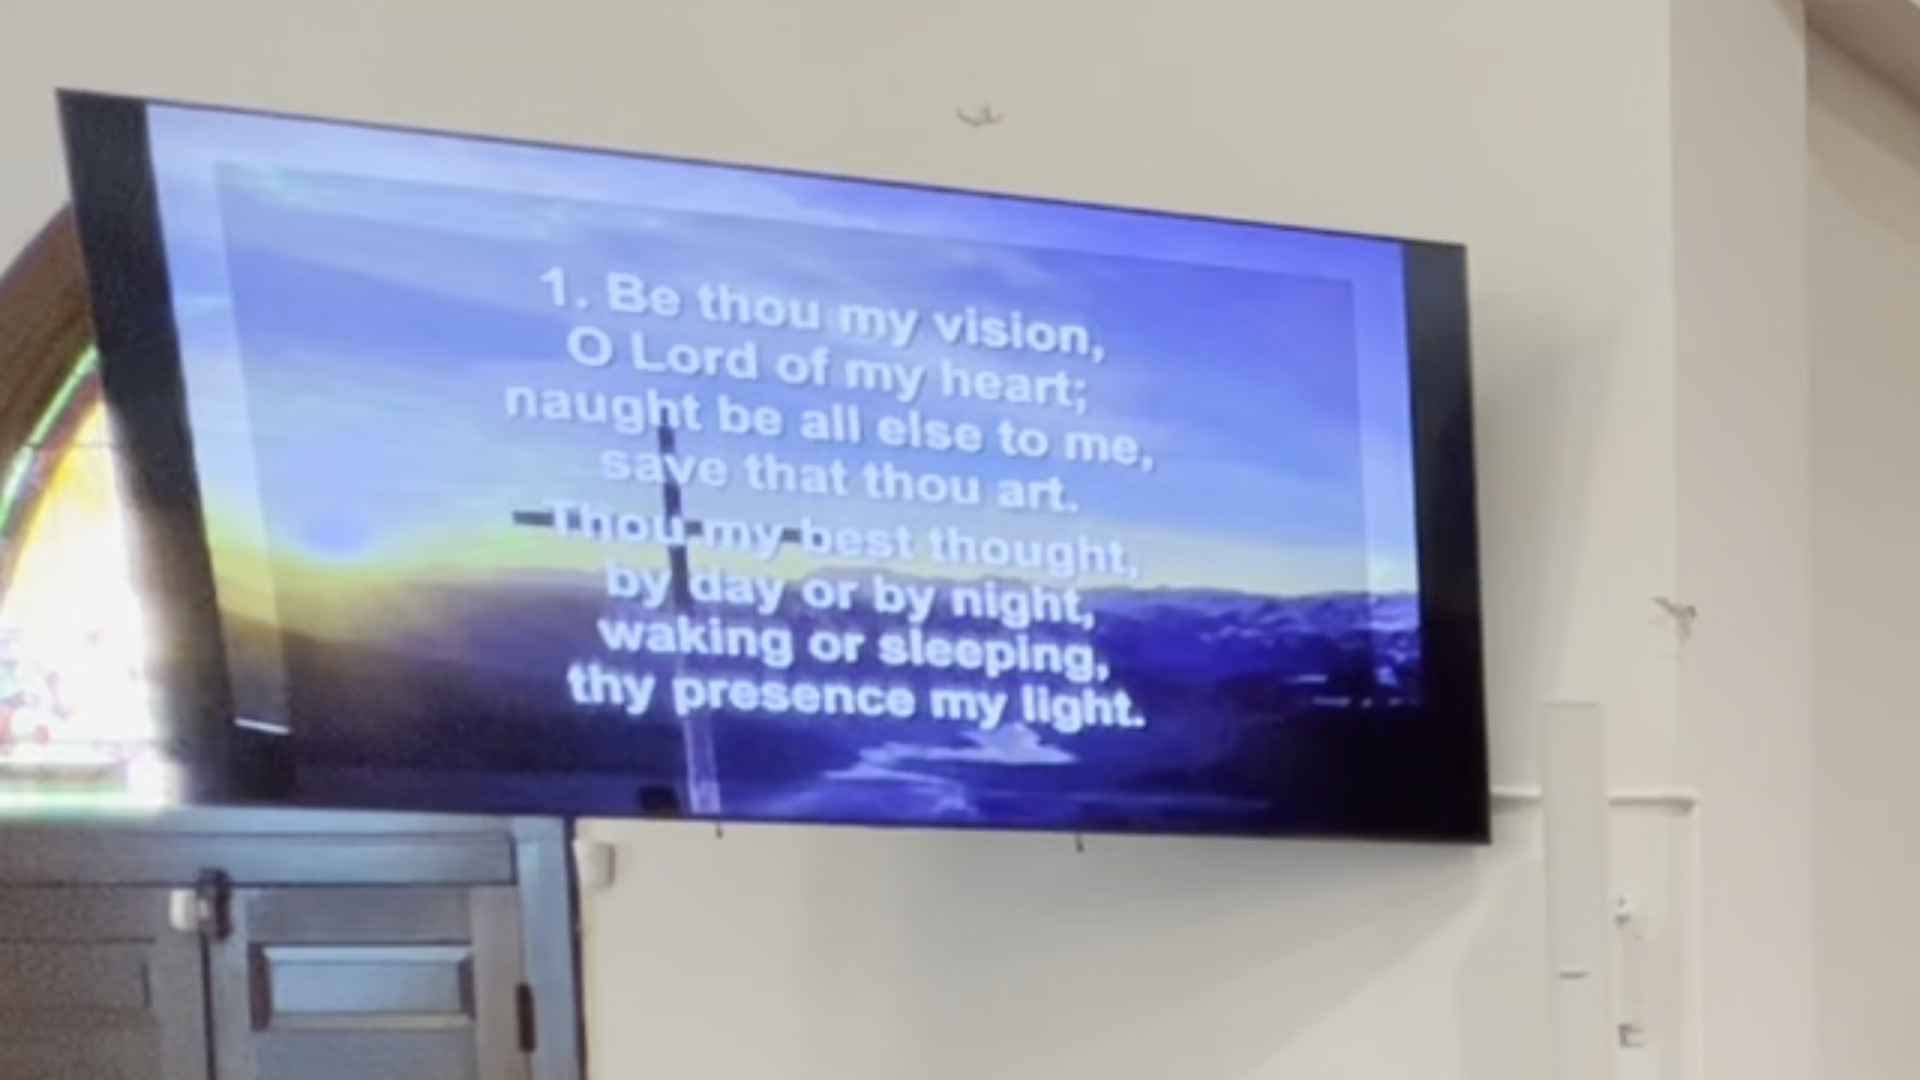 1. Be thou my vision,
O Lord of my heart;
naught be all else to me,
save that thou art.
Thou my best thought,
by day or by night,
waking or sleeping,
thy presence my light.